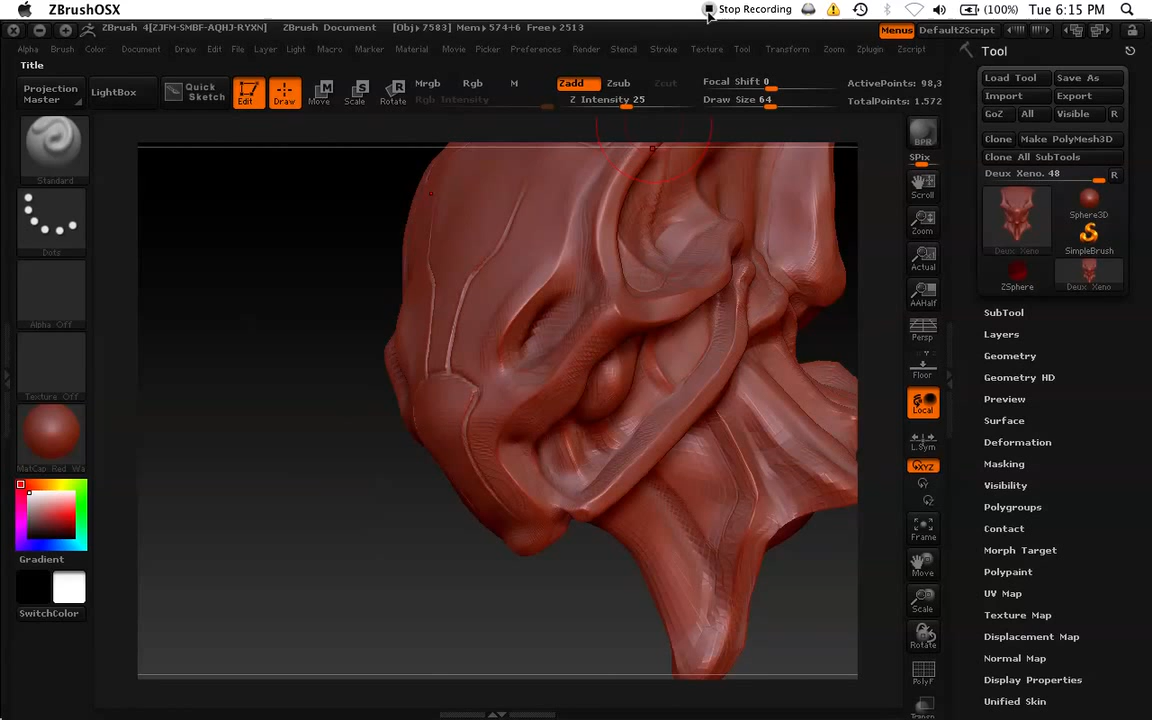 ZBrushOSX
Stop Recording
(100%)
Tue 6:15 PM
ZBrush 4[ZJFM-SMBF-AQHJ-RYXN] ZBrush Document [Obj▸7583] Mem▸574+6 Free▸2513
Menus
DefaultZScript
Alpha Brush Color Document Draw Edit File Layer Light Macro Marker Material Movie Picker Preferences Render Stencil Stroke Texture Tool Transform Zoom Zplugin Zscript
Title
Projection Master
LightBox
Quick Sketch
Edit
Draw
Move
Scale
Rotate
Mrgb Rgb M
Rgb Intensity
Zadd Zsub Zcut
Z Intensity 25
Focal Shift 0
Draw Size 64
ActivePoints: 98,3
TotalPoints: 1.572
Standard
Dots
Alpha Off
Texture Off
MatCap Red Wa
Gradient
SwitchColor
BPR
SPix
Scroll
Zoom
Actual
AAHalf
Persp
Floor
Local
L.Sym
XYZ
Frame
Move
Scale
Rotate
PolyF
Transp
Tool
Load Tool Save As
Import Export
GoZ All Visible R
Clone Make PolyMesh3D
Clone All SubTools
Deux Xeno. 48 R
Deux Xeno
Sphere3D
SimpleBrush
ZSphere
Deux Xeno
SubTool
Layers
Geometry
Geometry HD
Preview
Surface
Deformation
Masking
Visibility
Polygroups
Contact
Morph Target
Polypaint
UV Map
Texture Map
Displacement Map
Normal Map
Display Properties
Unified Skin